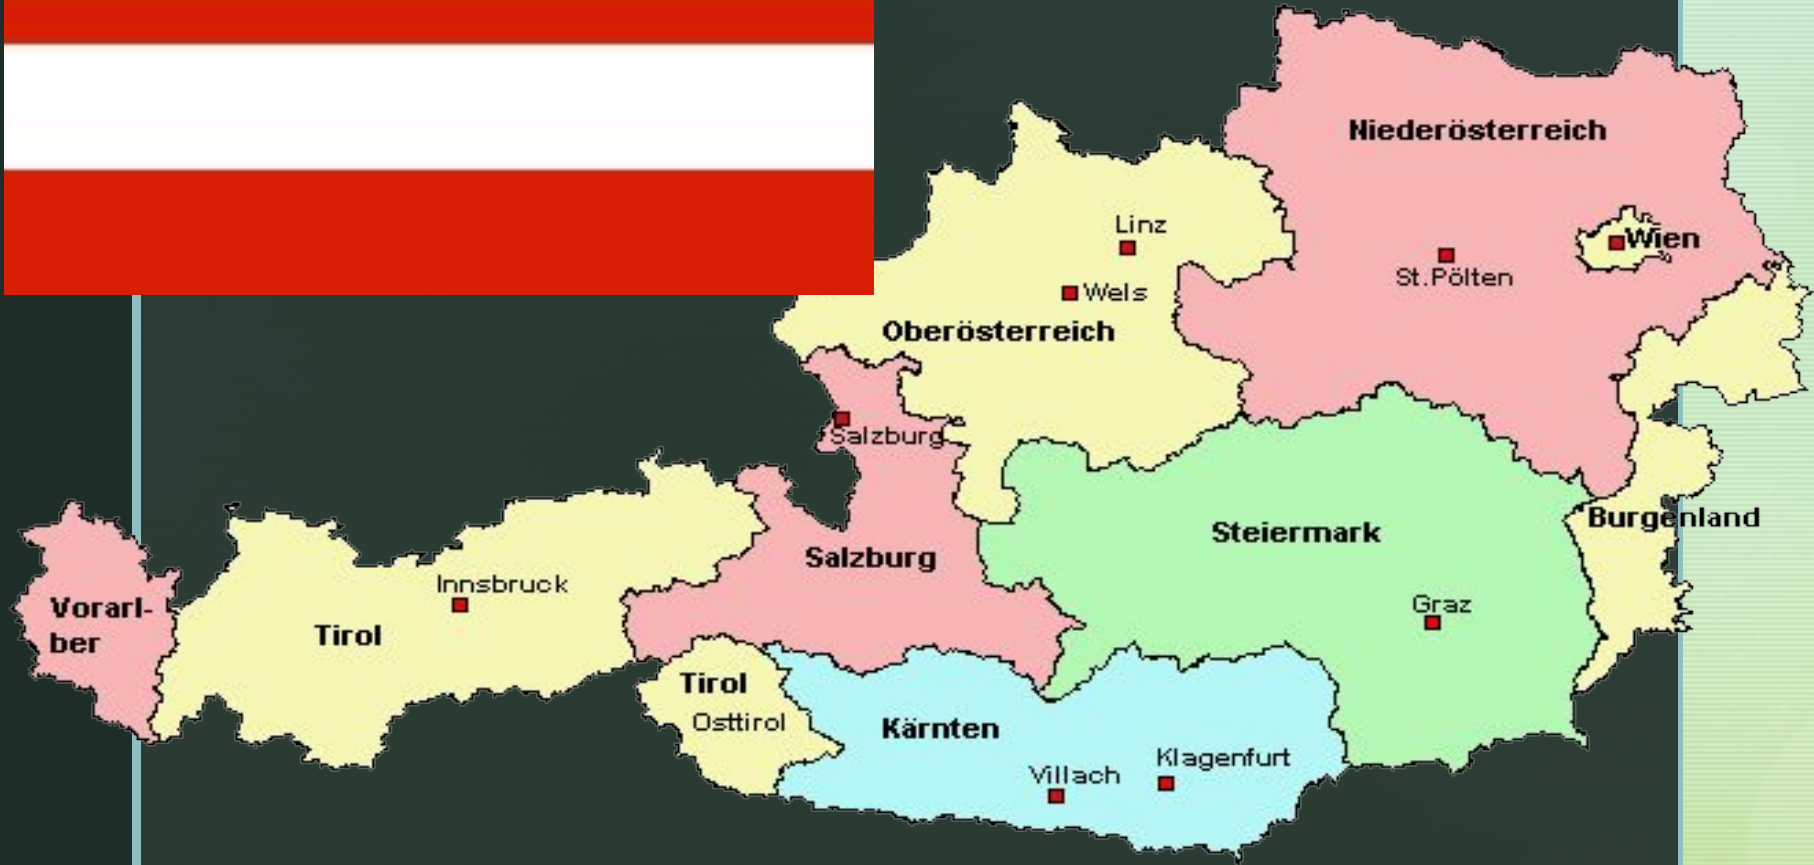 Niederösterreich
Linz
Wien
St.Pölten
Wels
Oberösterreich
Salzburg
Burgenland
Steiermark
Salzburg
Innsbruck
Vorarl-
ber
Tirol
Graz
Tirol
Osttirol
Kärnten
Klagenfurt
Villach